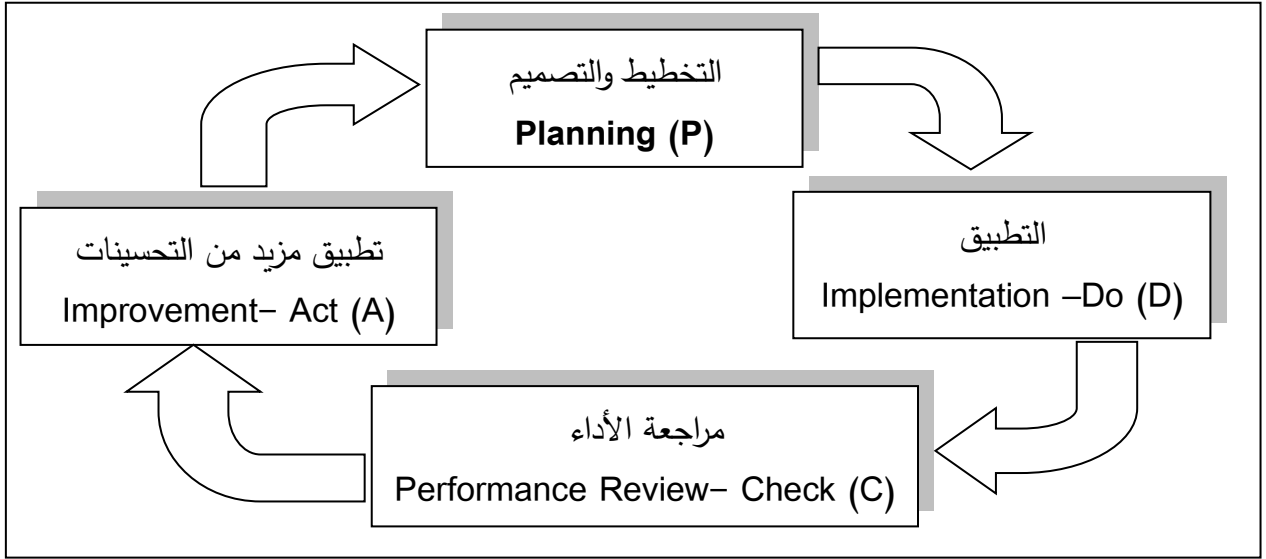 التخطيط والتصميم
Planning (P)
التطبيق
Implementation –Do (D)
مراجعة الأداء
Performance Review– Check (C)
تطبيق مزيد من التحسينات
Improvement– Act (A)